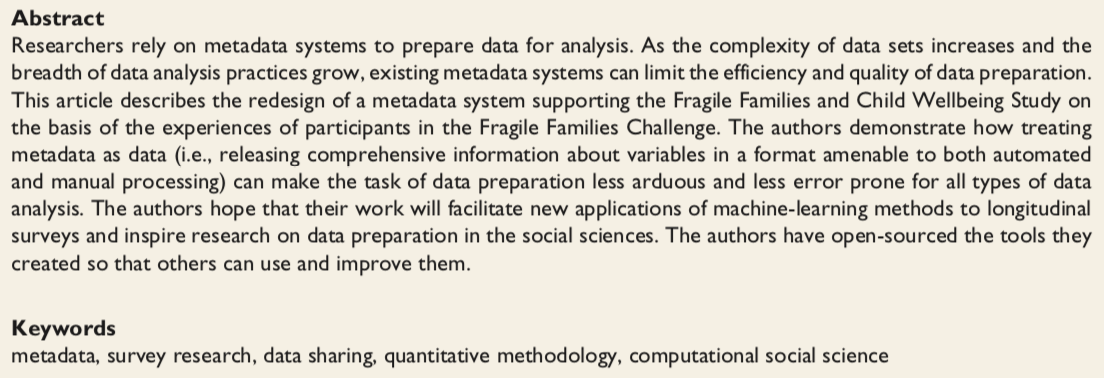 Abstract
Researchers rely on metadata systems to prepare data for analysis. As the complexity of data sets increases and the
breadth of data analysis practices grow, existing metadata systems can limit the efficiency and quality of data preparation.
This article describes the redesign of a metadata system supporting the Fragile Families and Child Wellbeing Study on
the basis of the experiences of participants in the Fragile Families Challenge. The authors demonstrate how treating
metadata as data (i.e., releasing comprehensive information about variables in a format amenable to both automated
and manual processing) can make the task of data preparation less arduous and less error prone for all types of data
analysis. The authors hope that their work will facilitate new applications of machine-learning methods to longitudinal
surveys and inspire research on data preparation in the social sciences. The authors have open-sourced the tools they
created so that others can use and improve them.
Keywords
metadata, survey research, data sharing, quantitative methodology, computational social science